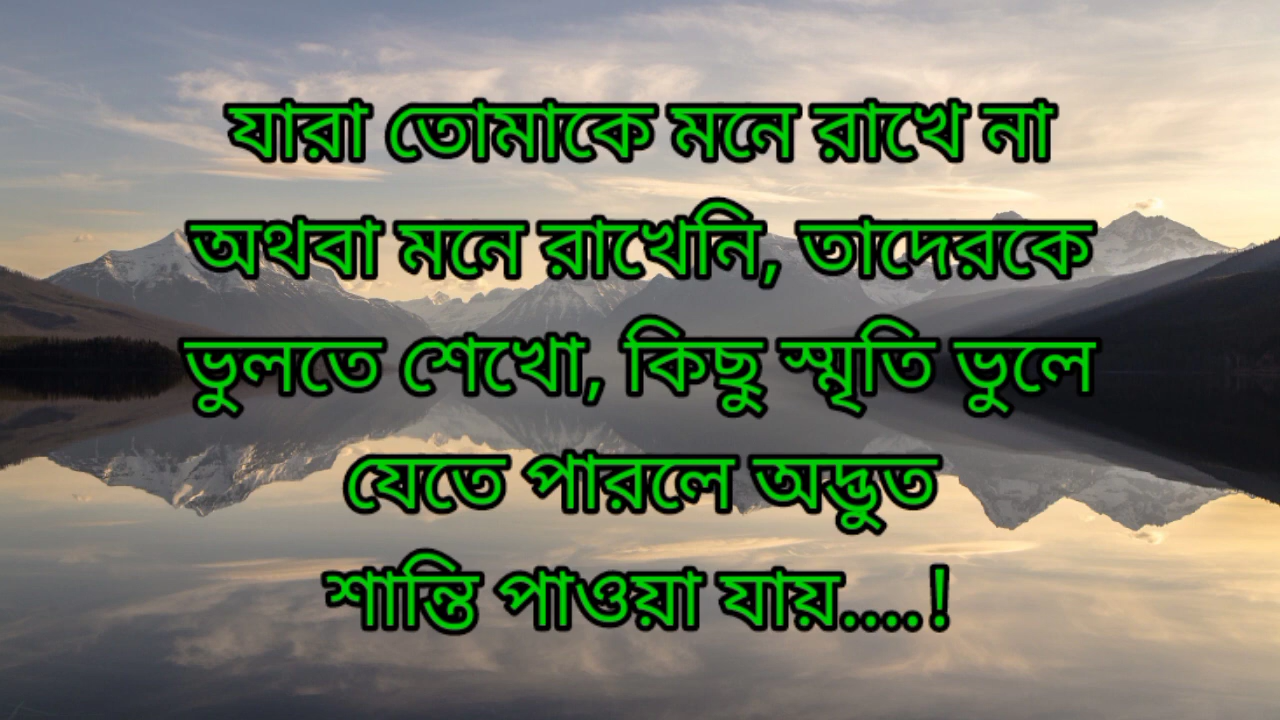 যারা তোমাকে মনে রাখে না
অথবা মনে রাখেনি, তাদেরকে
ভুলতে শেখো, কিছু স্মৃতি ভুলে
যেতে পারলে অদ্ভুত
শান্তি পাওয়া যায়....!